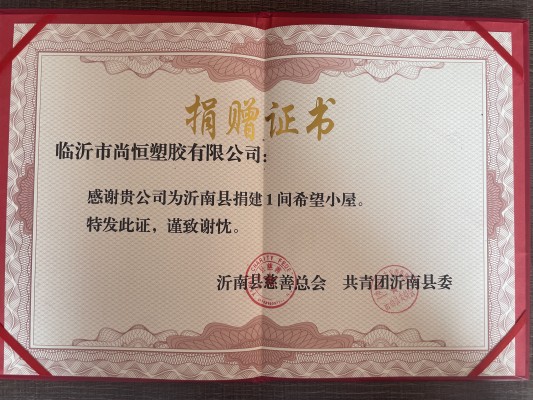 捐赠证书
临沂市尚恒塑胶有限公司：
感谢贵公司为沂南县捐建1间希望小屋。
特发此证，谨致谢忱。
沂南县慈善总会 共青团沂南县委